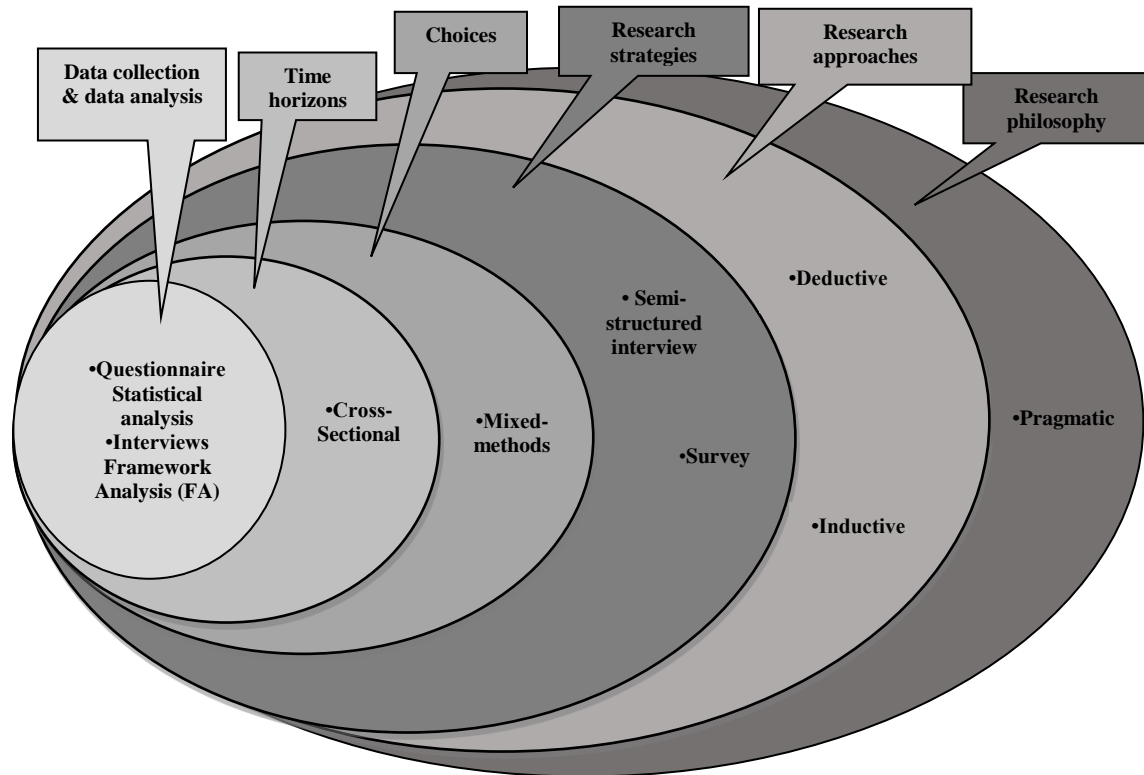 Data collection
& data analysis
Time
horizons
Choices
Research
strategies
Research
approaches
Research
philosophy
•Questionnaire
Statistical
analysis
•Interviews
Framework
Analysis (FA)
•Cross-
Sectional
•Mixed-
methods
• Semi-
structured
interview
•Survey
•Deductive
•Inductive
•Pragmatic